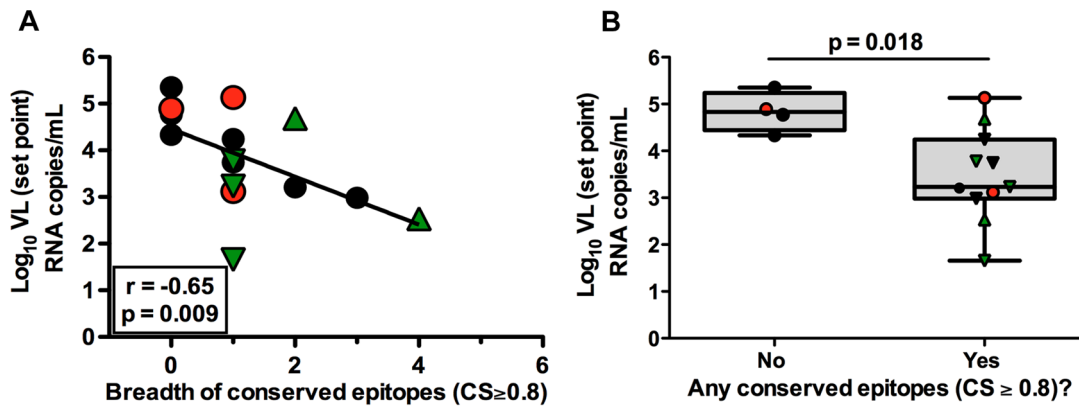 A
Log10 VL (set point)
RNA copies/mL
6
5
4
3
2
1
0
r = -0.65
p = 0.009
0
2
4
6
Breadth of conserved epitopes (CS≥0.8)
B
p = 0.018
Log10 VL (set point)
RNA copies/mL
6
5
4
3
2
1
0
No
Yes
Any conserved epitopes (CS ≥ 0.8)?